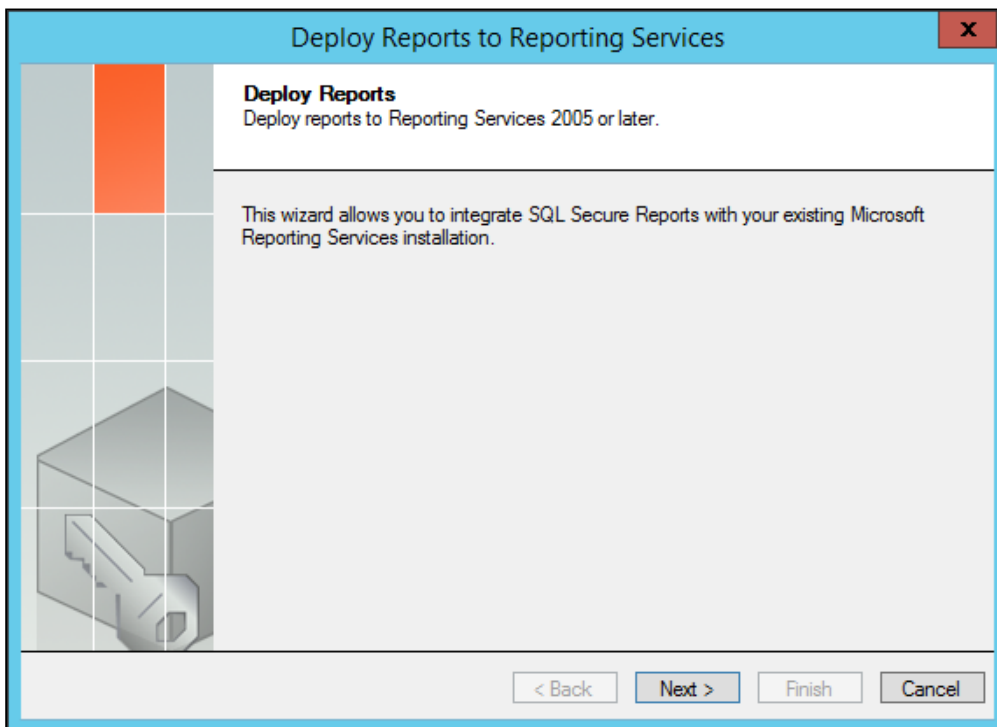 Deploy Reports to Reporting Services
x
Deploy Reports
Deploy reports to Reporting Services 2005 or later.
This wizard allows you to integrate SQL Secure Reports with your existing Microsoft
Reporting Services installation.
< Back Next > Finish Cancel